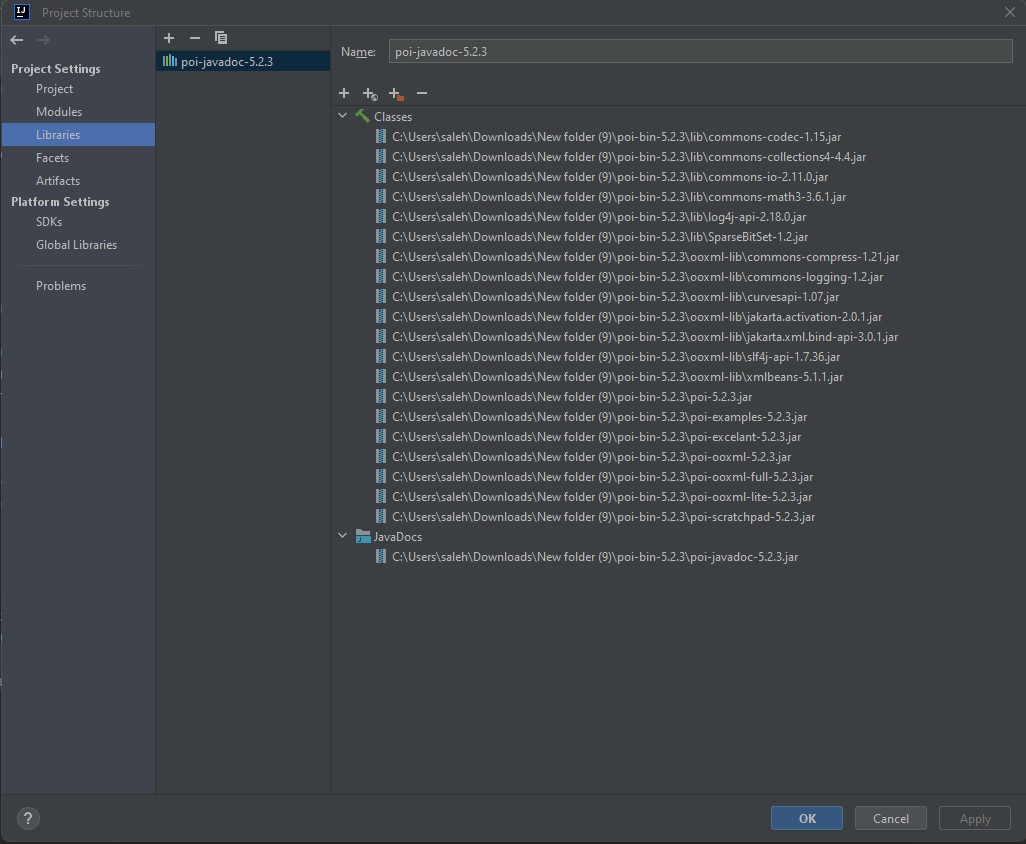 IJ
Project Structure
Project Settings
Project
Modules
Libraries
Facets
Artifacts
Platform Settings
SDKs
Global Libraries
Problems
poi-javadoc-5.2.3
Name:
poi-javadoc-5.2.3
Classes
C:\Users\saleh\Downloads\New folder (9)\poi-bin-5.2.3\lib\commons-codec-1.15.jar
C:\Users\saleh\Downloads\New folder (9)\poi-bin-5.2.3\lib\commons-collections4-4.4.jar
C:\Users\saleh\Downloads\New folder (9)\poi-bin-5.2.3\lib\commons-io-2.11.0.jar
C:\Users\saleh\Downloads\New folder (9)\poi-bin-5.2.3\lib\commons-math3-3.6.1.jar
C:\Users\saleh\Downloads\New folder (9)\poi-bin-5.2.3\lib\log4j-api-2.18.0.jar
C:\Users\saleh\Downloads\New folder (9)\poi-bin-5.2.3\lib\SparseBitSet-1.2.jar
C:\Users\saleh\Downloads\New folder (9)\poi-bin-5.2.3\ooxml-lib\commons-compress-1.21.jar
C:\Users\saleh\Downloads\New folder (9)\poi-bin-5.2.3\ooxml-lib\commons-logging-1.2.jar
C:\Users\saleh\Downloads\New folder (9)\poi-bin-5.2.3\ooxml-lib\curvesapi-1.07.jar
C:\Users\saleh\Downloads\New folder (9)\poi-bin-5.2.3\ooxml-lib\jakarta.activation-2.0.1.jar
C:\Users\saleh\Downloads\New folder (9)\poi-bin-5.2.3\ooxml-lib\jakarta.xml.bind-api-3.0.1.jar
C:\Users\saleh\Downloads\New folder (9)\poi-bin-5.2.3\ooxml-lib\slf4j-api-1.7.36.jar
C:\Users\saleh\Downloads\New folder (9)\poi-bin-5.2.3\ooxml-lib\xmlbeans-5.1.1.jar
C:\Users\saleh\Downloads\New folder (9)\poi-bin-5.2.3\poi-5.2.3.jar
C:\Users\saleh\Downloads\New folder (9)\poi-bin-5.2.3\poi-examples-5.2.3.jar
C:\Users\saleh\Downloads\New folder (9)\poi-bin-5.2.3\poi-excelant-5.2.3.jar
C:\Users\saleh\Downloads\New folder (9)\poi-bin-5.2.3\poi-ooxml-5.2.3.jar
C:\Users\saleh\Downloads\New folder (9)\poi-bin-5.2.3\poi-ooxml-full-5.2.3.jar
C:\Users\saleh\Downloads\New folder (9)\poi-bin-5.2.3\poi-ooxml-lite-5.2.3.jar
C:\Users\saleh\Downloads\New folder (9)\poi-bin-5.2.3\poi-scratchpad-5.2.3.jar
JavaDocs
C:\Users\saleh\Downloads\New folder (9)\poi-bin-5.2.3\poi-javadoc-5.2.3.jar
?
OK
Cancel
Apply